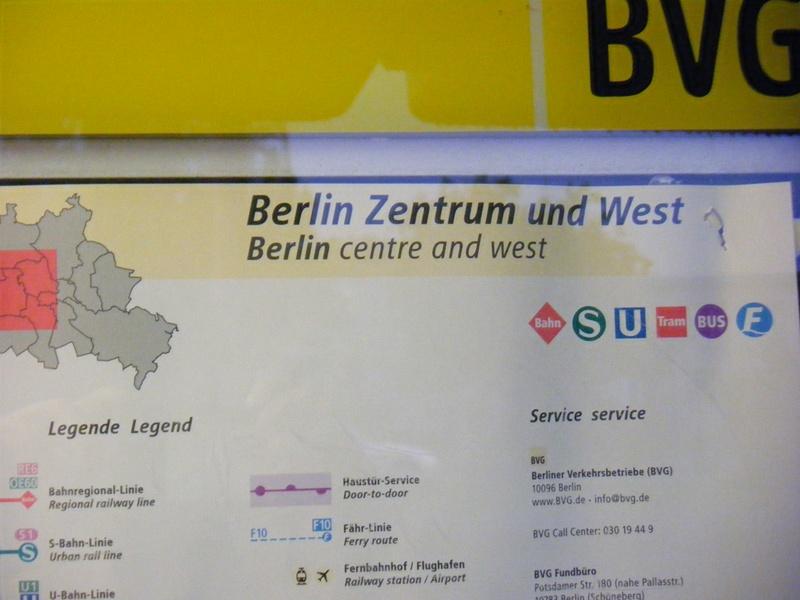 BVG
Berlin Zentrum und West
Berlin centre and west
Bahn S U Tram BUS F
Legende Legend
Service service
RE6
OE60
Bahnregional-Linie
Regional railway line
S1
S
S-Bahn-Linie
Urban rail line
U1
U-Bahn-Linie
Haustür-Service
Door-to-door
F10
F10
F
Fähr-Linie
Ferry route
Fernbahnhof / Flughafen
Railway station / Airport
BVG
Berliner Verkehrsbetriebe (BVG)
10096 Berlin
www.BVG.de - info@bvg.de
BVG Call Center: 030 19 44 9
BVG Fundbüro
Potsdamer Str. 180 (nahe Pallasstr.)
10783 Berlin (Schöneberg)